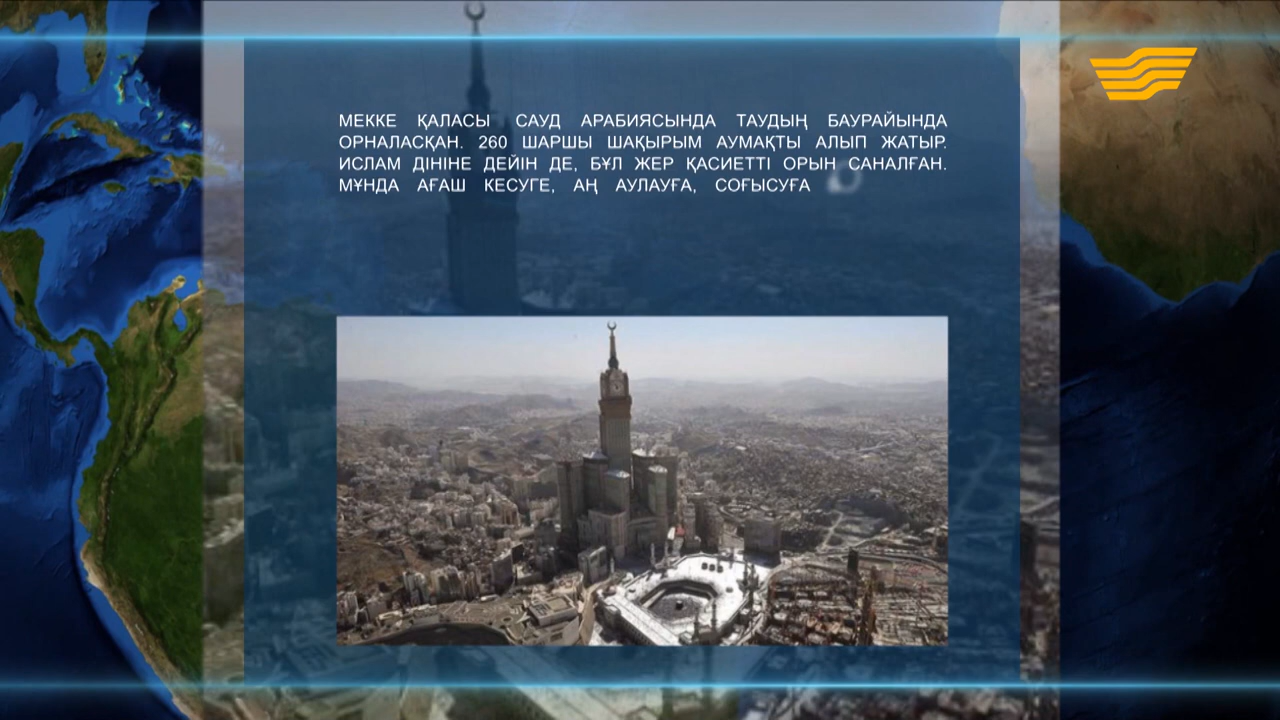 МЕККЕ ҚАЛАСЫ САУД АРАБИЯСЫНДА ТАУДЫҢ БАУРАЙЫНДА
ОРНАЛАСҚАН. 260 ШАРШЫ ШАҚЫРЫМ АУМАҚТЫ АЛЫП ЖАТЫР.
ИСЛАМ ДІНІНЕ ДЕЙІН ДЕ, БҰЛ ЖЕР ҚАСИЕТТІ ОРЫН САНАЛҒАН.
МҰНДА АҒАШ КЕСУГЕ, АҢ АУЛАУҒА, СОҒЫСУҒА